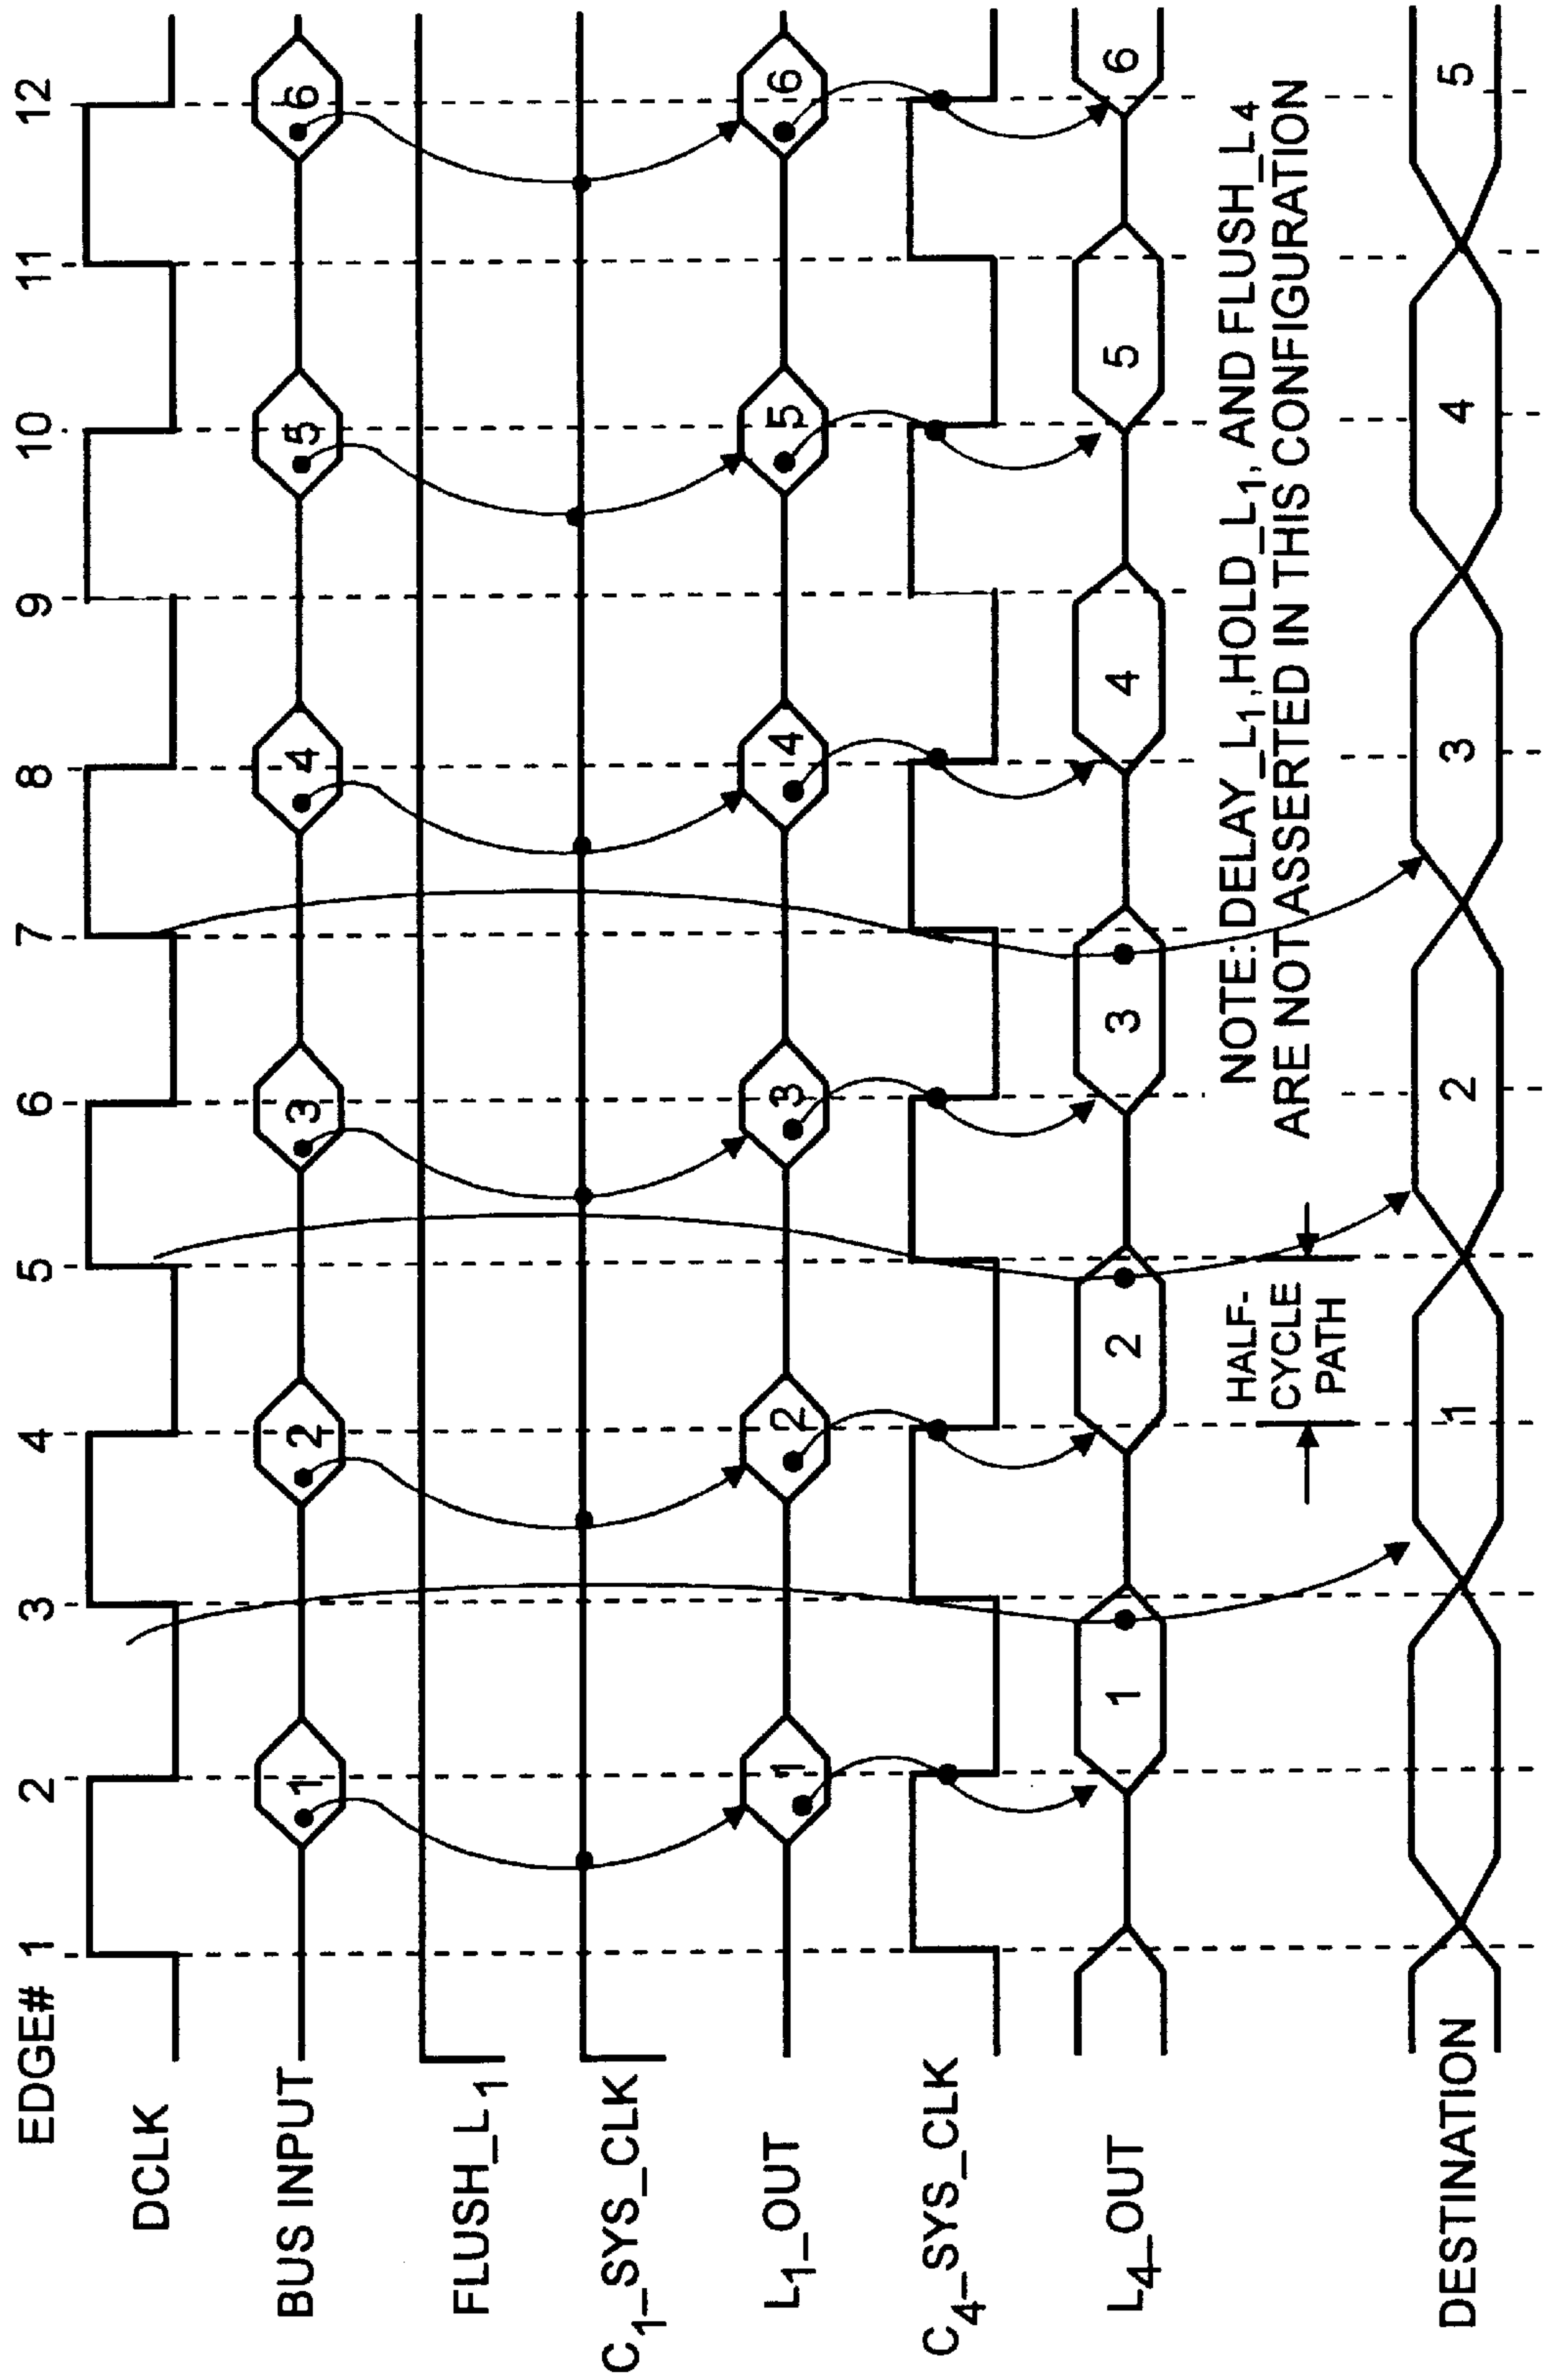 EDGE# 1 2 3 4 5 6 7 8 9 10 11 12
DCLK
BUS INPUT 1 2 3 4 5 6
FLUSH_L1
C1_SYS_CLK
L1_OUT 1 2 3 4 5 6
C4_SYS_CLK
L4_OUT 1 2 3 4 5 6
HALF-
CYCLE
PATH
NOTE: DELAY_L1, HOLD_L1, AND FLUSH_L4
ARE NOT ASSERTED IN THIS CONFIGURATION
DESTINATION 1 2 3 4 5